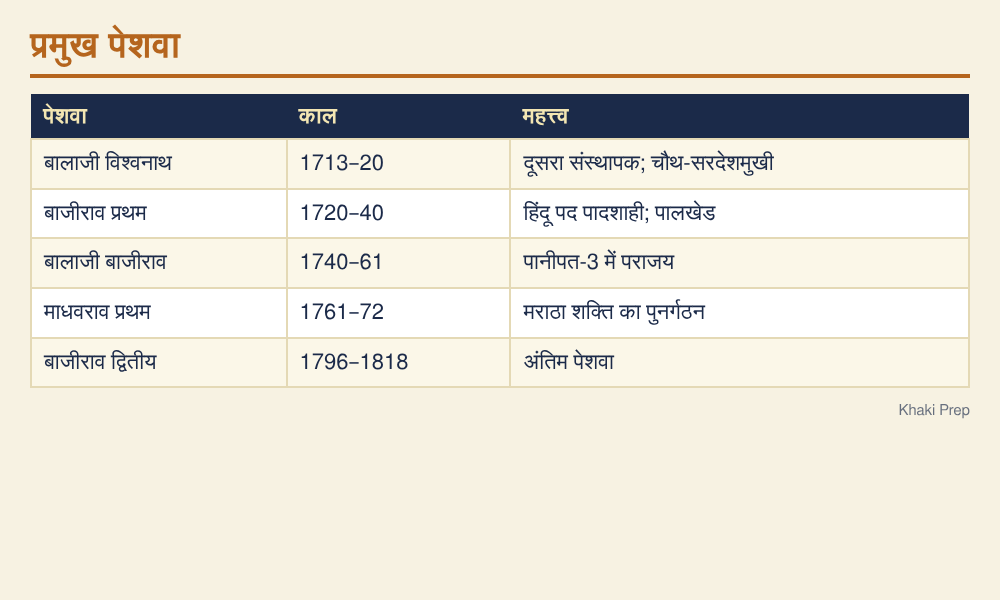 प्रमुख पेशवा
पेशवा काल महत्त्व
बालाजी विश्वनाथ 1713–20 दूसरा संस्थापक; चौथ-सरदेशमुखी
बाजीराव प्रथम 1720–40 हिंदू पद पादशाही; पालखेड
बालाजी बाजीराव 1740–61 पानीपत-3 में पराजय
माधवराव प्रथम 1761–72 मराठा शक्ति का पुनर्गठन
बाजीराव द्वितीय 1796–1818 अंतिम पेशवा
Khaki Prep